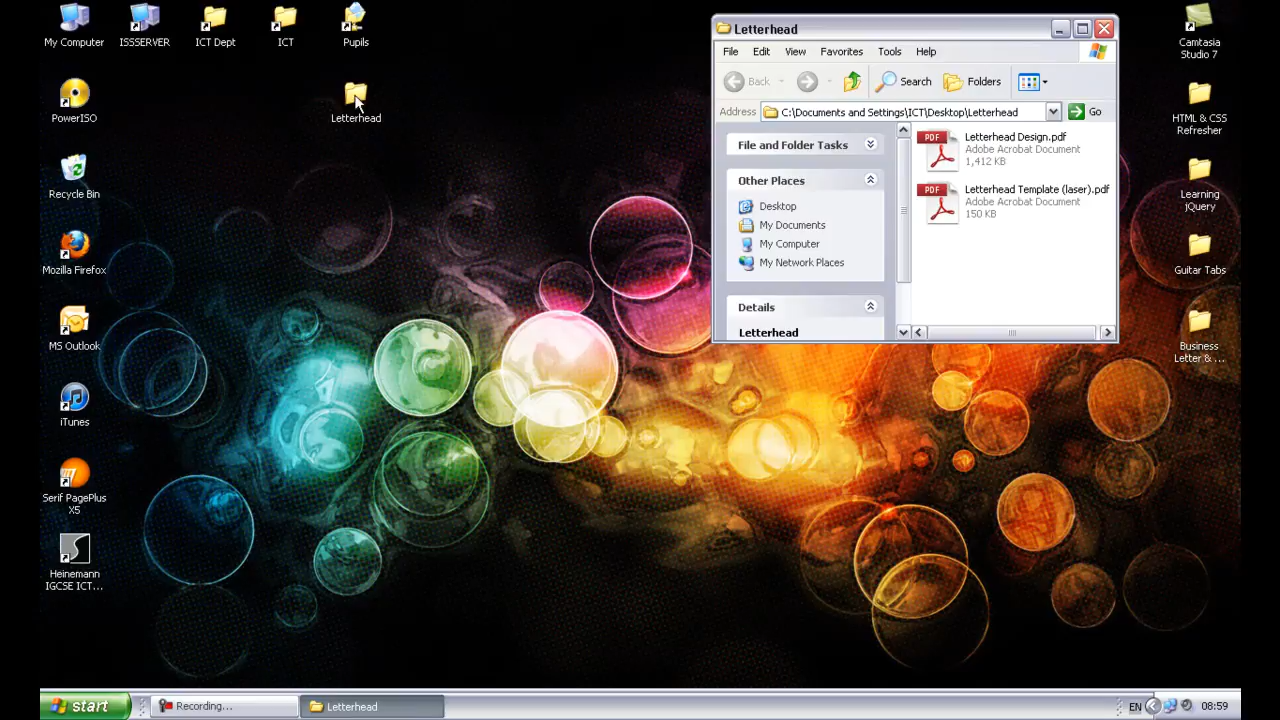 My Computer
ISSSERVER
ICT Dept
ICT
Pupils
PowerISO
Letterhead
Recycle Bin
Mozilla Firefox
MS Outlook
iTunes
Serif PagePlus
X5
Heinemann
IGCSE ICT...
Letterhead
File Edit View Favorites Tools Help
Back Search Folders
Address C:\Documents and Settings\ICT\Desktop\Letterhead Go
File and Folder Tasks
Other Places
Desktop
My Documents
My Computer
My Network Places
Details
Letterhead
PDF
Letterhead Design.pdf
Adobe Acrobat Document
1,412 KB
PDF
Letterhead Template (laser).pdf
Adobe Acrobat Document
150 KB
Camtasia
Studio 7
HTML & CSS
Refresher
Learning
jQuery
Guitar Tabs
Business
Letter & ...
start Recording... Letterhead EN 08:59